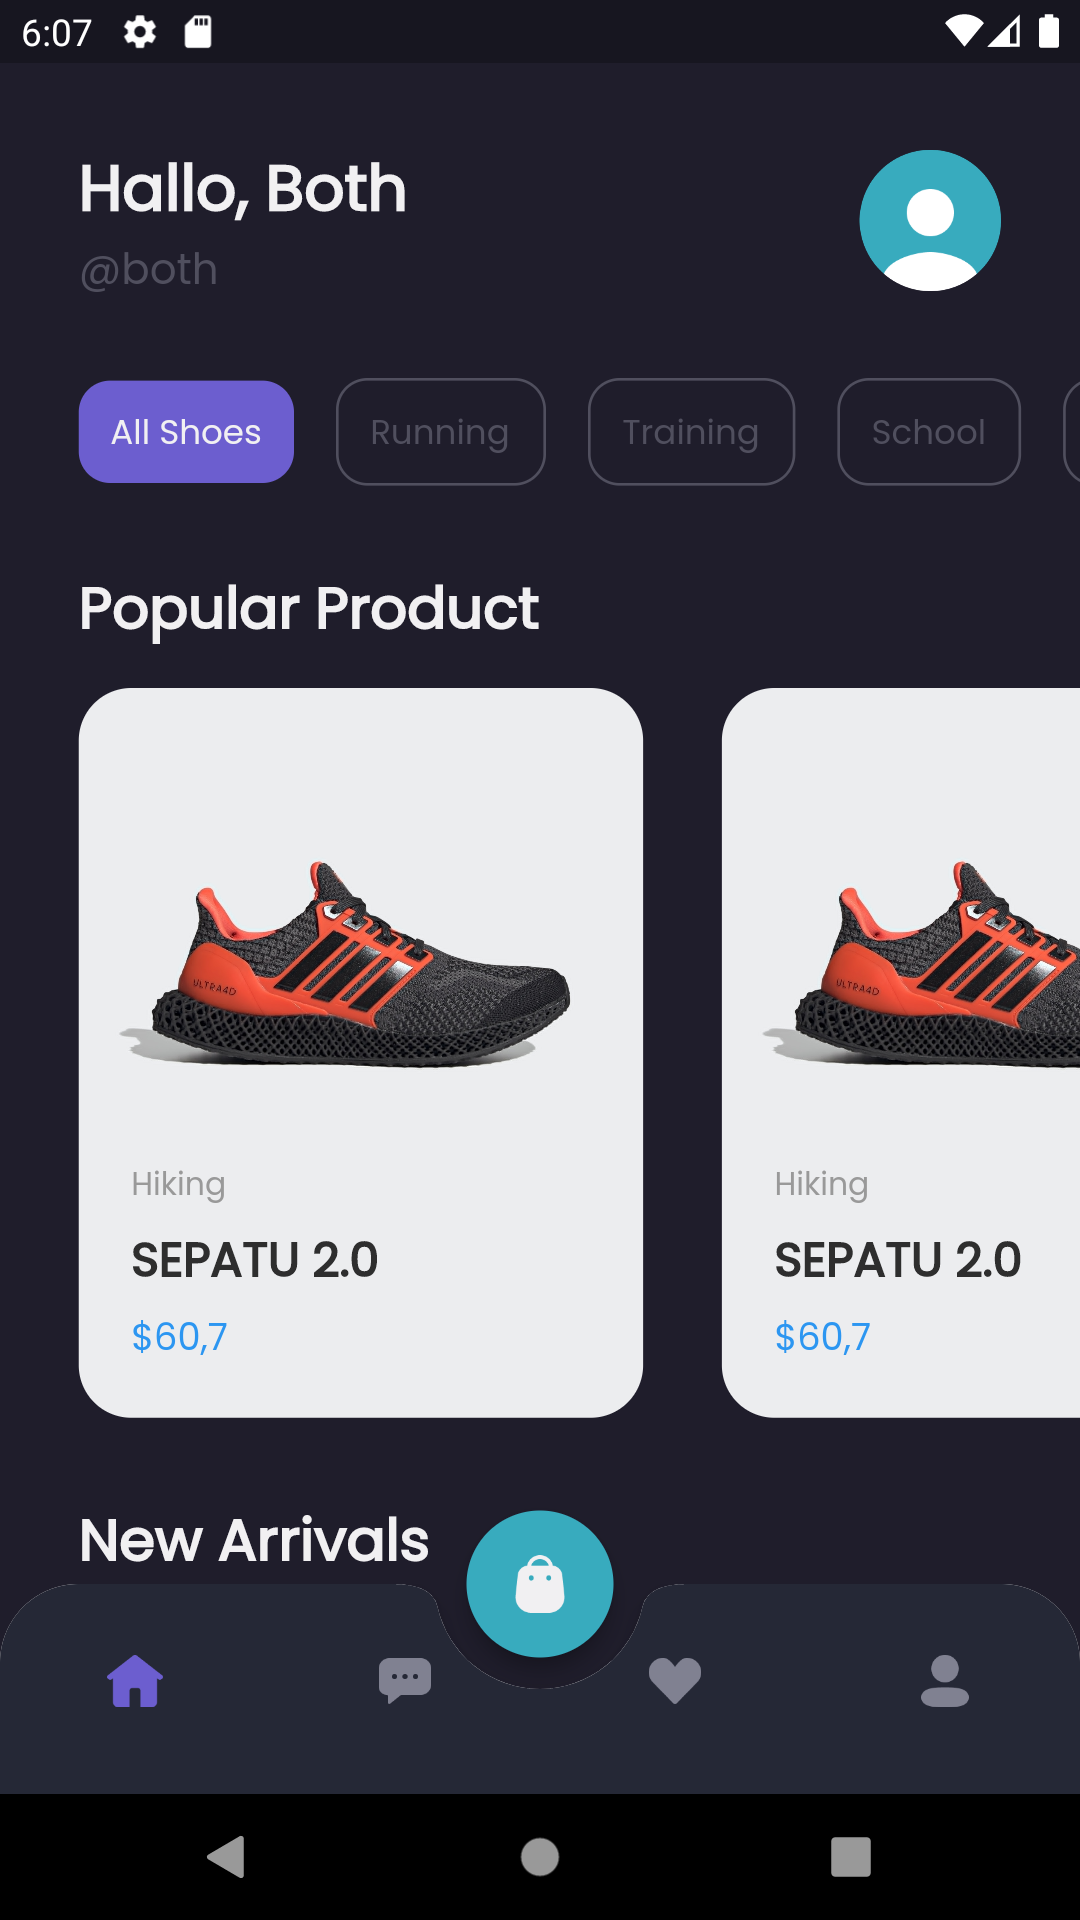 6:07
Hallo, Both
@both
All Shoes
Running
Training
School
Popular Product
ULTRA4D
ULTRA4D
Hiking
Hiking
SEPATU 2.0
SEPATU 2.0
$60,7
$60,7
New Arrivals